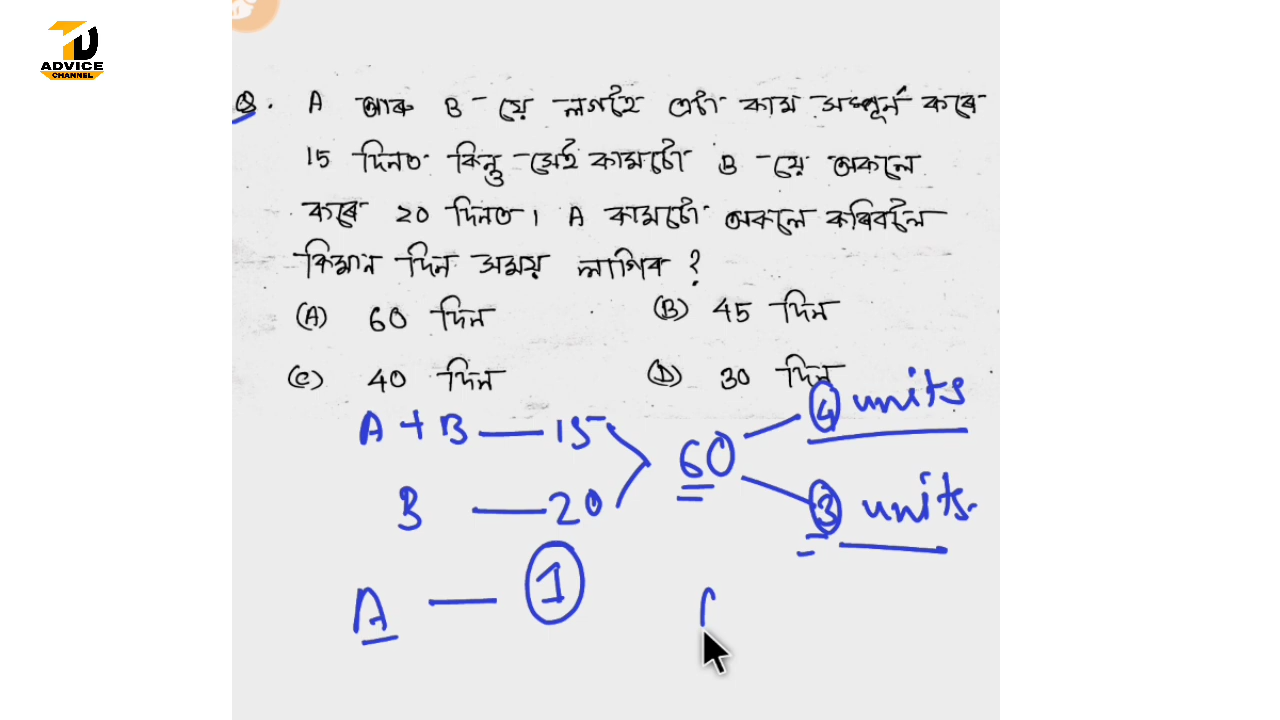 TD
ADVICE
CHANNEL
Q. A আৰু B-য়ে লগহৈ এটা কাম সম্পূৰ্ন কৰে
15 দিনত কিন্তু সেই কামটো B-য়ে অকলে
কৰে 20 দিনত। A কামটো অকলে কৰিবলৈ
কিমান দিন সময় লাগিব ?
(A) 60 দিন (B) 45 দিন
(C) 40 দিন (D) 30 দিন
A + B — 15 60 4 units
B — 20 3 units.
A — 1